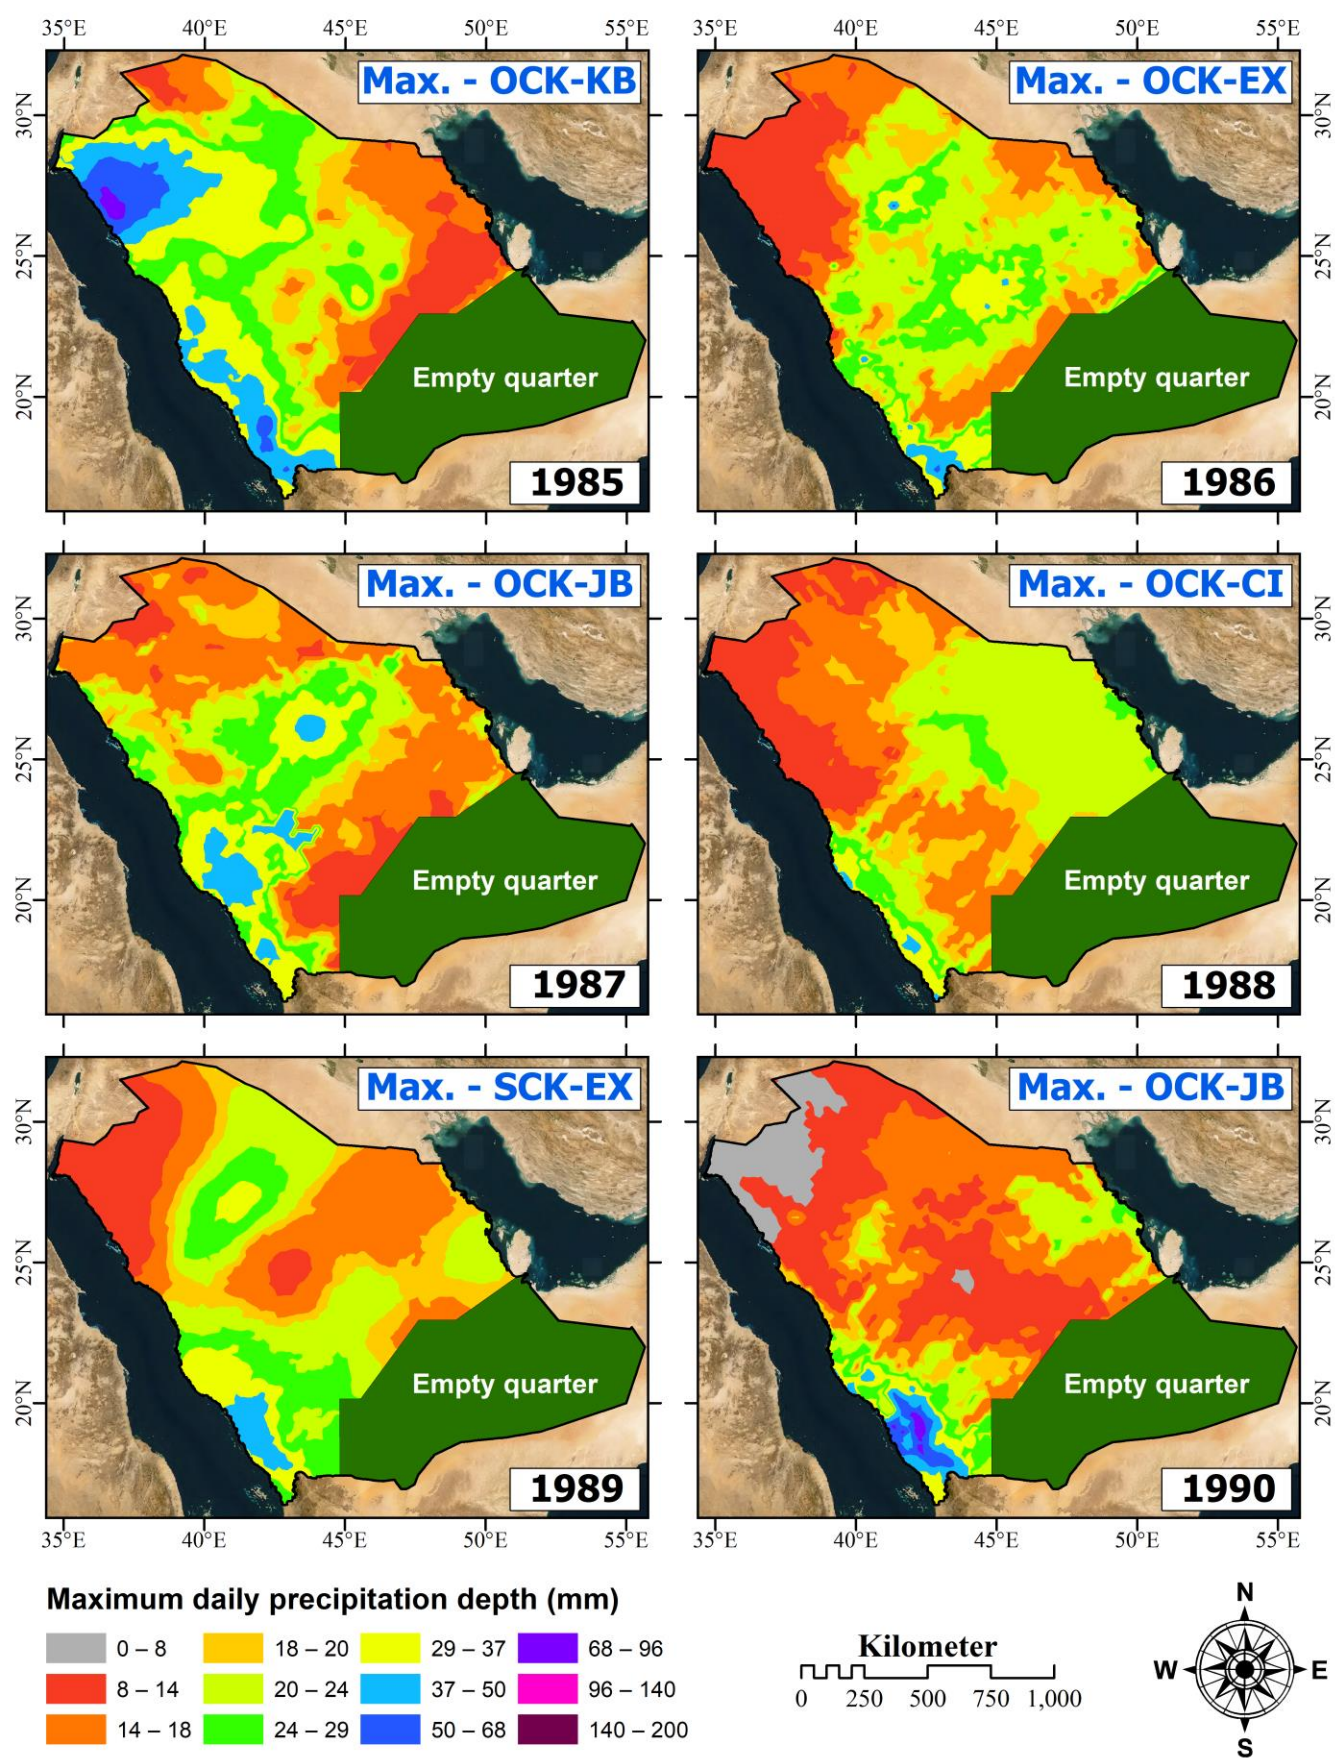 35°E 40°E 45°E 50°E 55°E 35°E 40°E 45°E 50°E 55°E
Max. - OCK-KB
Max. - OCK-EX
30°N
30°N
25°N
25°N
20°N
20°N
Empty quarter
Empty quarter
1985
1986
Max. - OCK-JB
Max. - OCK-CI
30°N
30°N
25°N
25°N
20°N
20°N
Empty quarter
Empty quarter
1987
1988
Max. - SCK-EX
Max. - OCK-JB
30°N
30°N
25°N
25°N
20°N
20°N
Empty quarter
Empty quarter
1989
1990
35°E 40°E 45°E 50°E 55°E 35°E 40°E 45°E 50°E 55°E
Maximum daily precipitation depth (mm)
0 – 8 18 – 20 29 – 37 68 – 96
8 – 14 20 – 24 37 – 50 96 – 140
14 – 18 24 – 29 50 – 68 140 – 200
Kilometer
0 250 500 750 1,000
N
W E
S